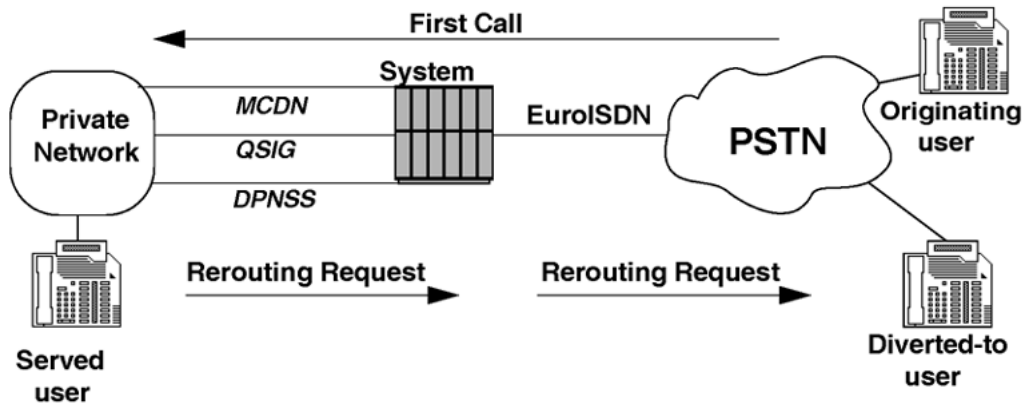 First Call
System
Originating
user
Private
Network
MCDN
QSIG
DPNSS
EuroISDN
PSTN
Rerouting Request
Rerouting Request
Served
user
Diverted-to
user